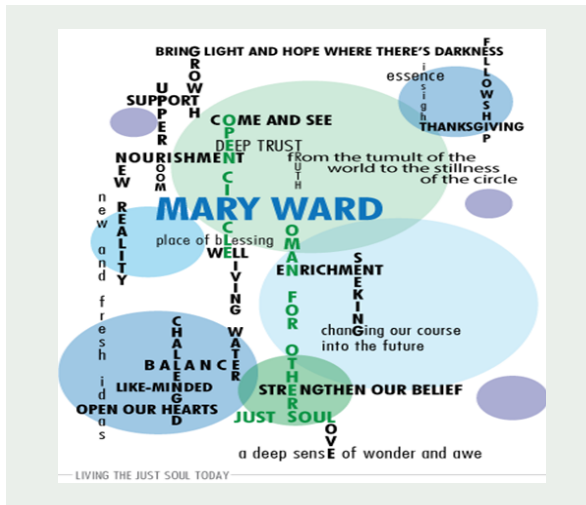 BRING LIGHT AND HOPE WHERE THERE'S DARKNESS
GROWTH
FELLOWSHIP
essence
insight
UPPER ROOM
SUPPORT
COME AND SEE
OPEN CIRCLE
THANKSGIVING
DEEP TRUST
TRUTH
NOURISHMENT
from the tumult of the
world to the stillness
of the circle
NEW REALITY
new and fresh ideas
MARY WARD
WOMAN FOR OTHERS
place of blessing
WELL
LIVING WATER
ENRICHMENT
SEEKING
changing our course
into the future
CHALLENGD
BALANCE
LIKE-MINDED
STRENGTHEN OUR BELIEF
OPEN OUR HEARTS
JUST SOUL
LOVE
a deep sense of wonder and awe
LIVING THE JUST SOUL TODAY